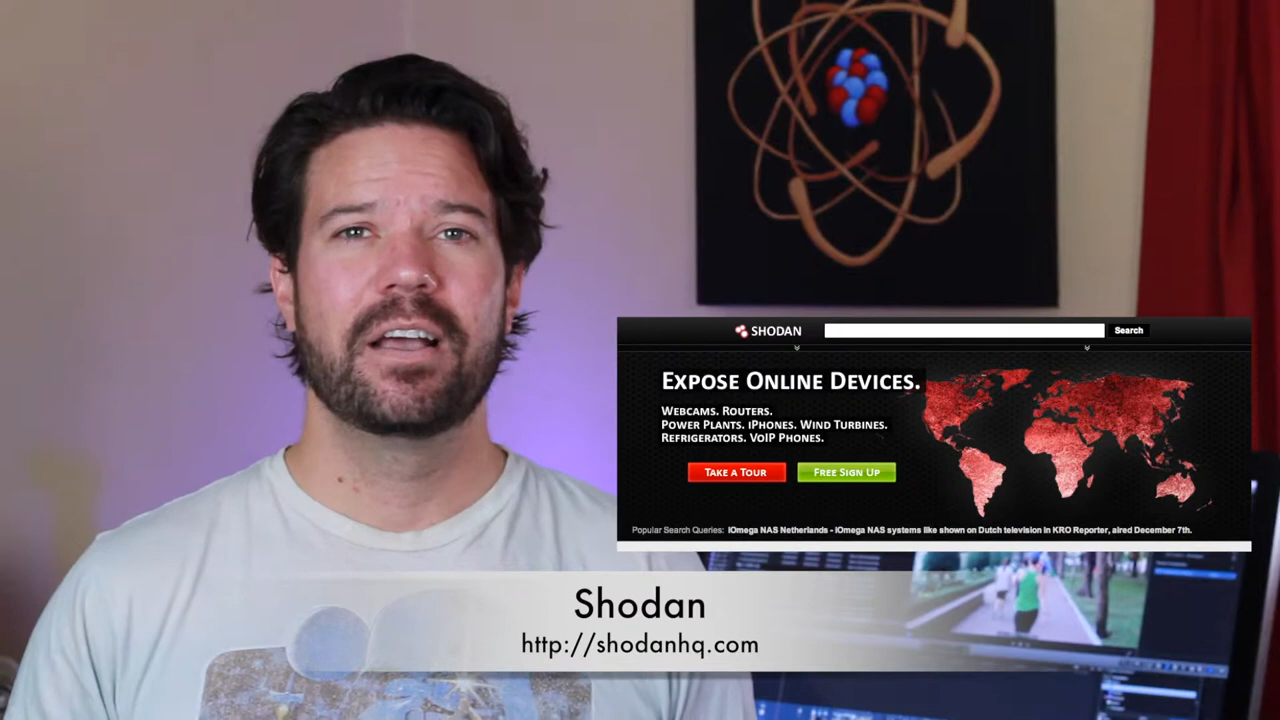 SHODAN
Search
EXPOSE ONLINE DEVICES.
WEBCAMS. ROUTERS.
POWER PLANTS. IPHONES. WIND TURBINES.
REFRIGERATORS. VOIP PHONES.
TAKE A TOUR
FREE SIGN UP
Popular Search Queries: IOmega NAS Netherlands - IOmega NAS systems like shown on Dutch television in KRO Reporter, aired December 7th.
Shodan
http://shodanhq.com